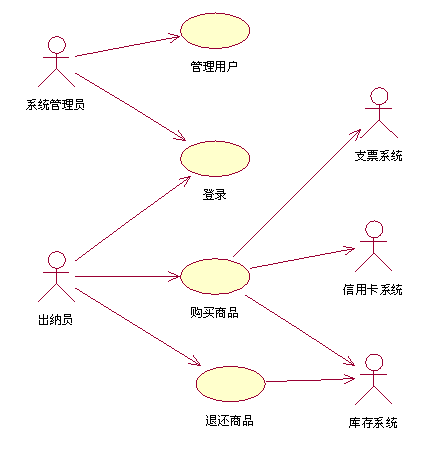 管理用户
系统管理员
支票系统
登录
信用卡系统
购买商品
出纳员
退还商品
库存系统